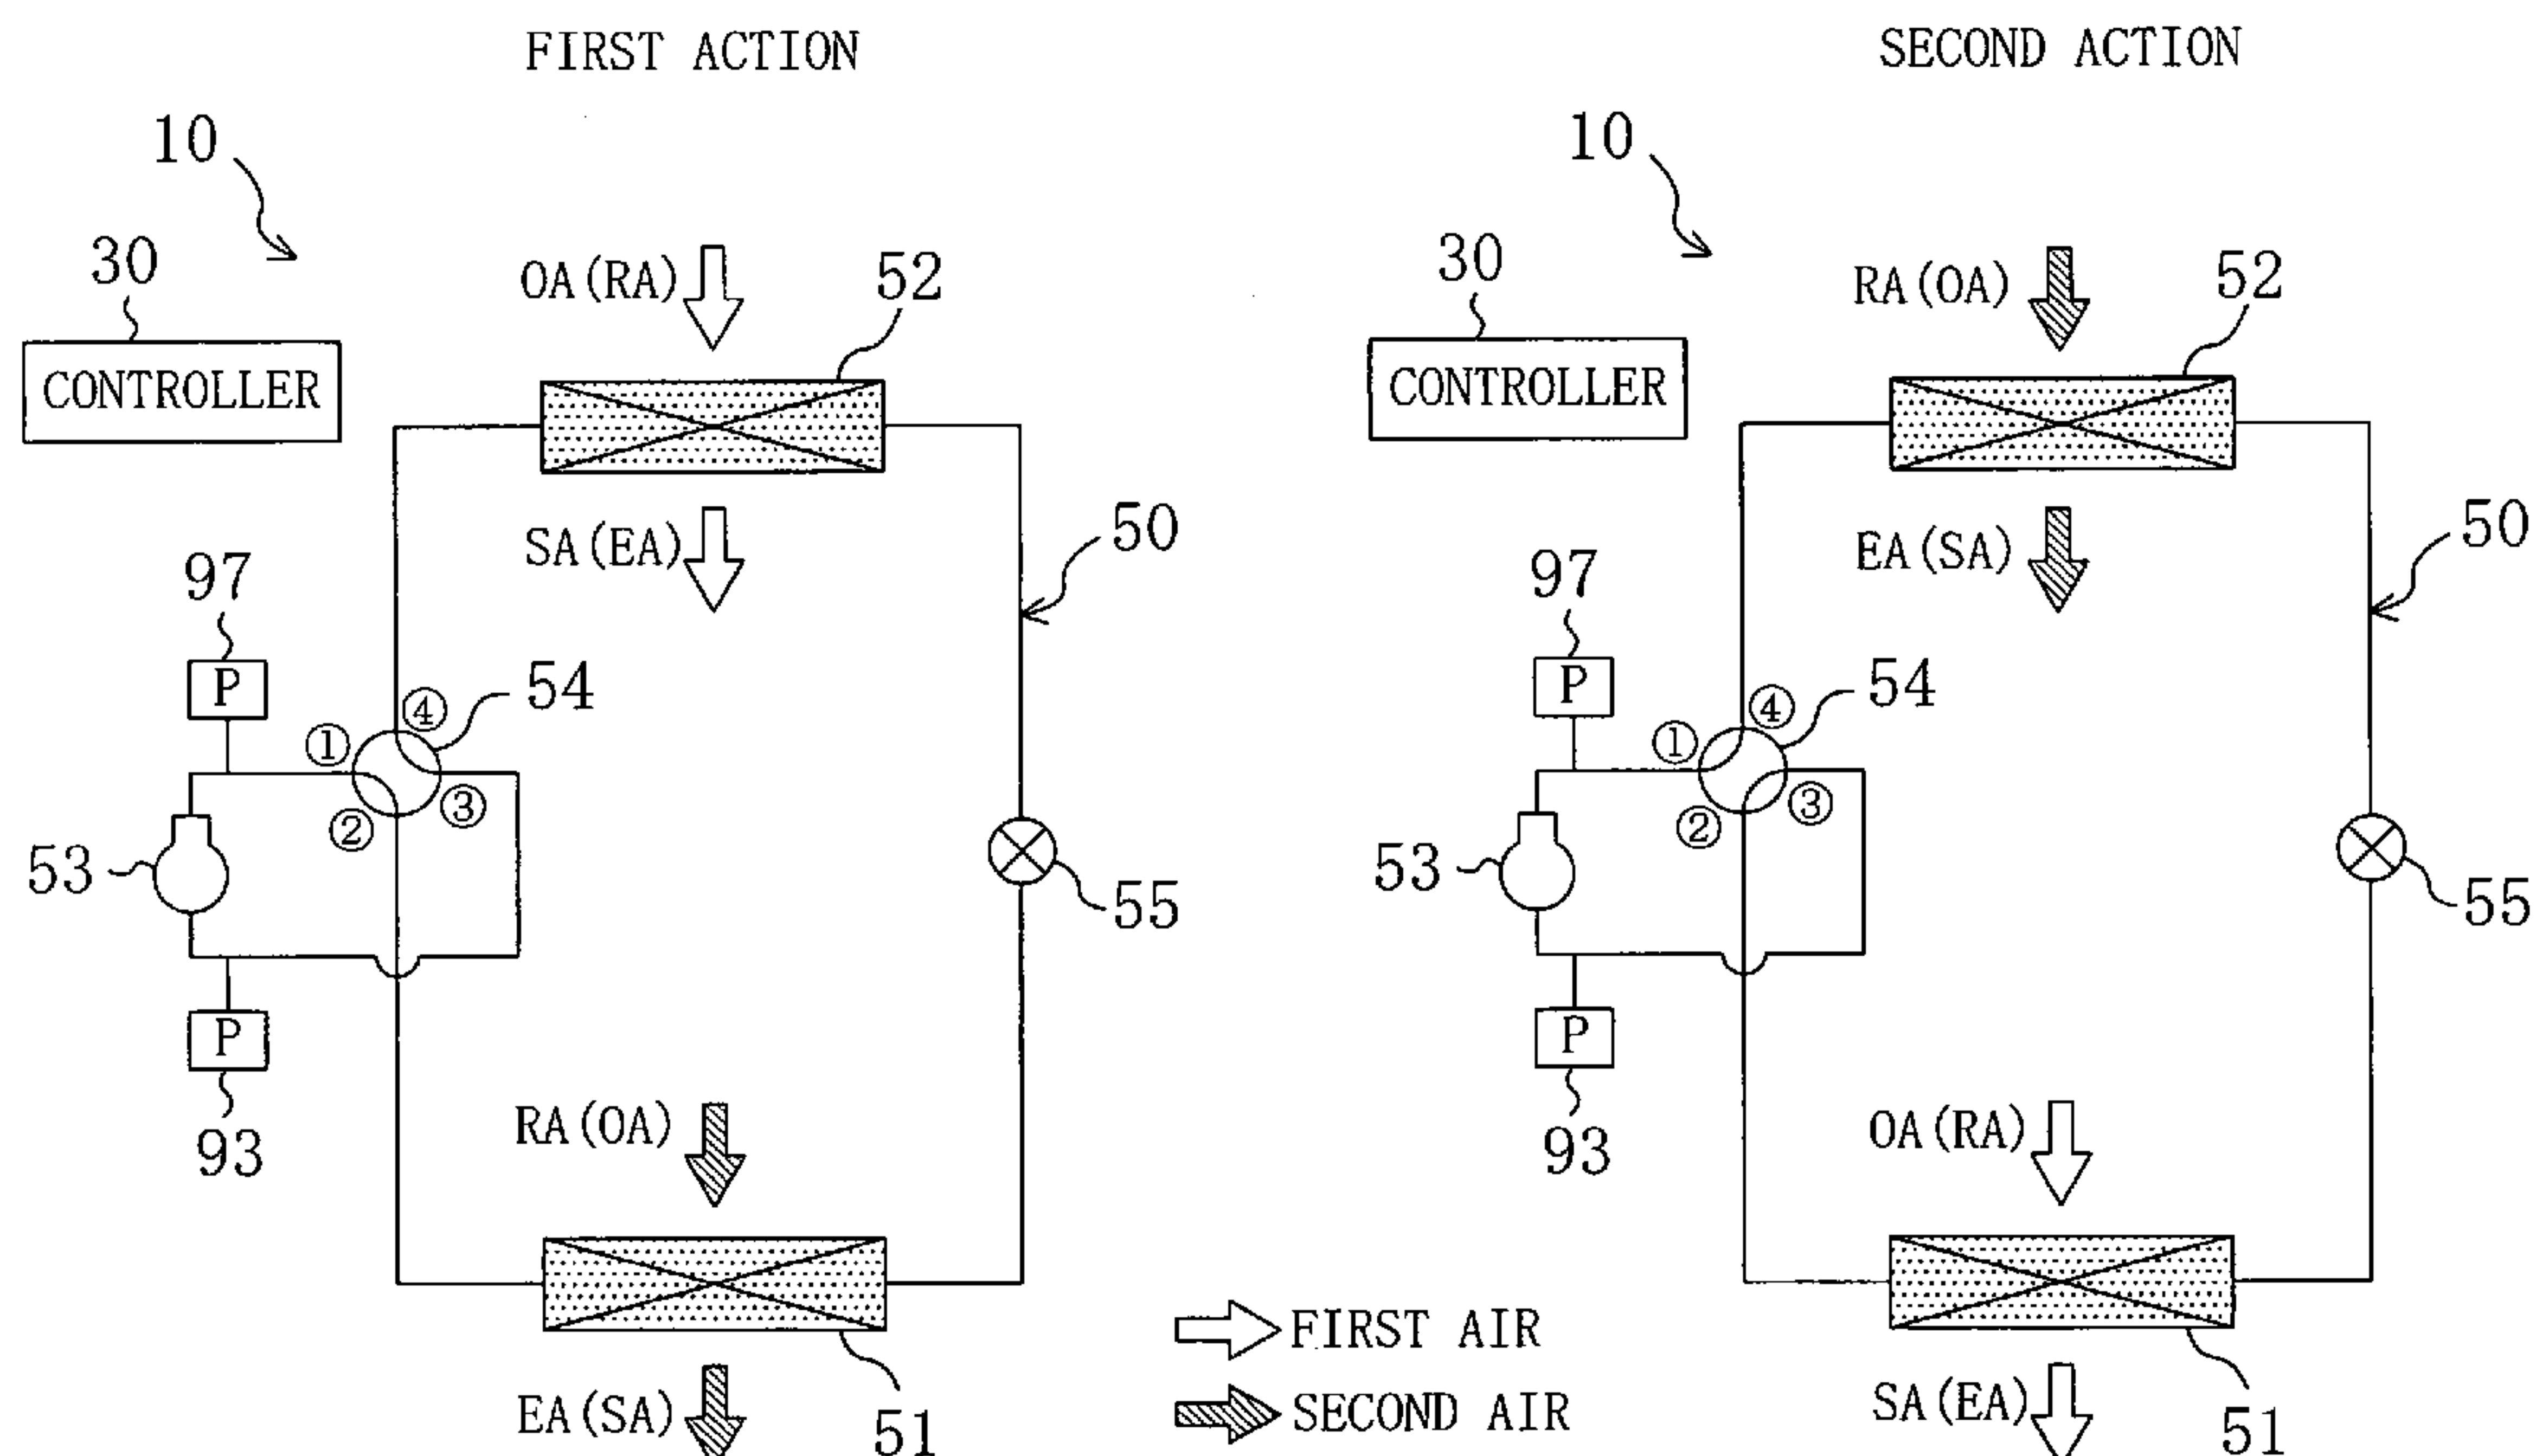 FIRST ACTION
10
30
CONTROLLER
OA(RA)
52
SA(EA)
50
97
P
54
①
④
②
③
53
55
P
93
RA(OA)
51
EA(SA)
SECOND ACTION
10
30
CONTROLLER
RA(OA)
52
EA(SA)
50
97
P
54
①
④
②
③
53
55
P
93
OA(RA)
51
SA(EA)
FIRST AIR
SECOND AIR